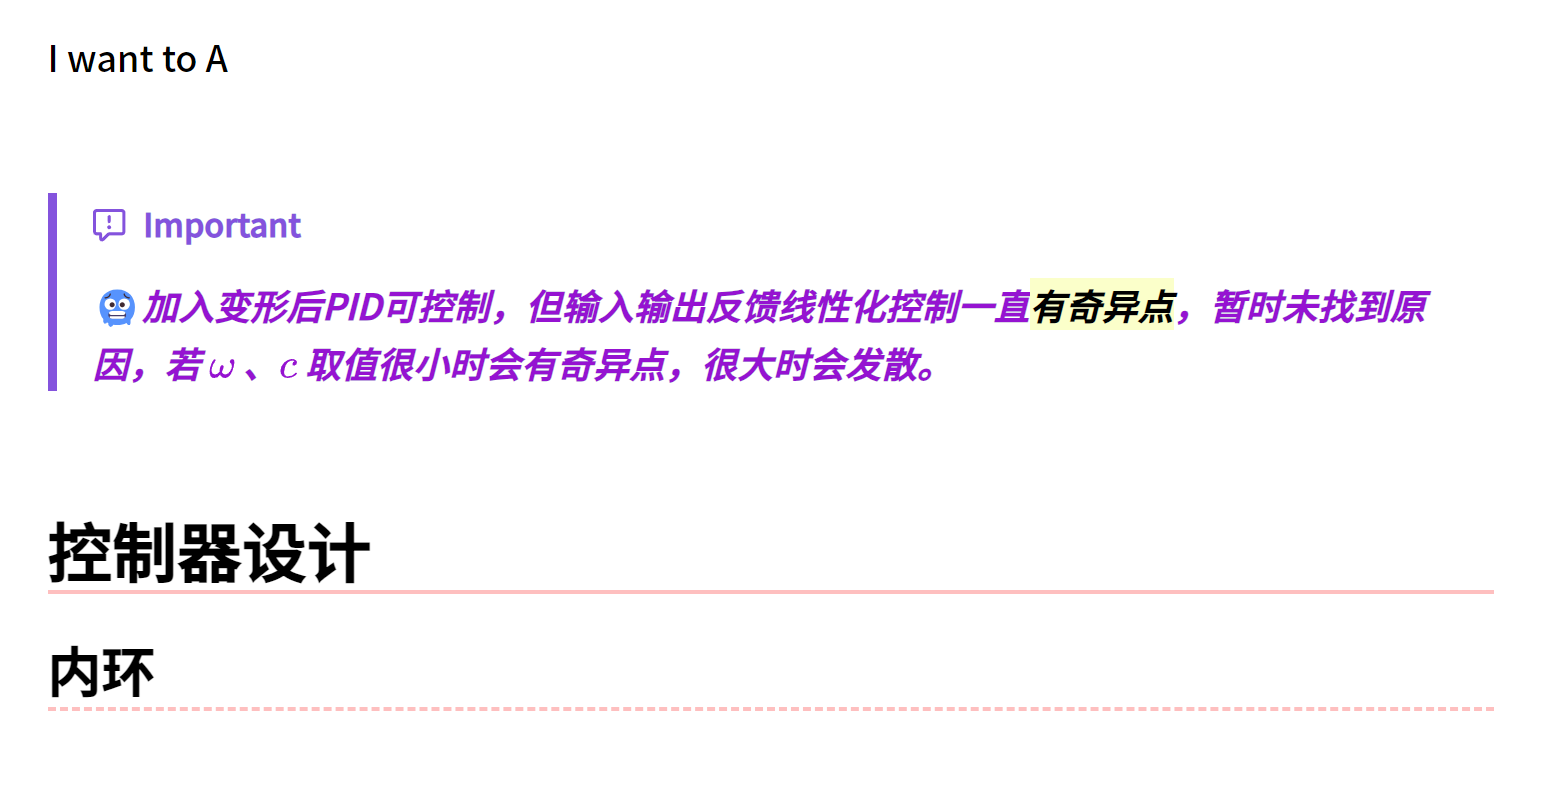 I want to A
Important
🥶加入变形后PID可控制，但输入输出反馈线性化控制一直有奇异点，暂时未找到原
因，若 ω 、c 取值很小时会有奇异点，很大时会发散。
控制器设计
内环